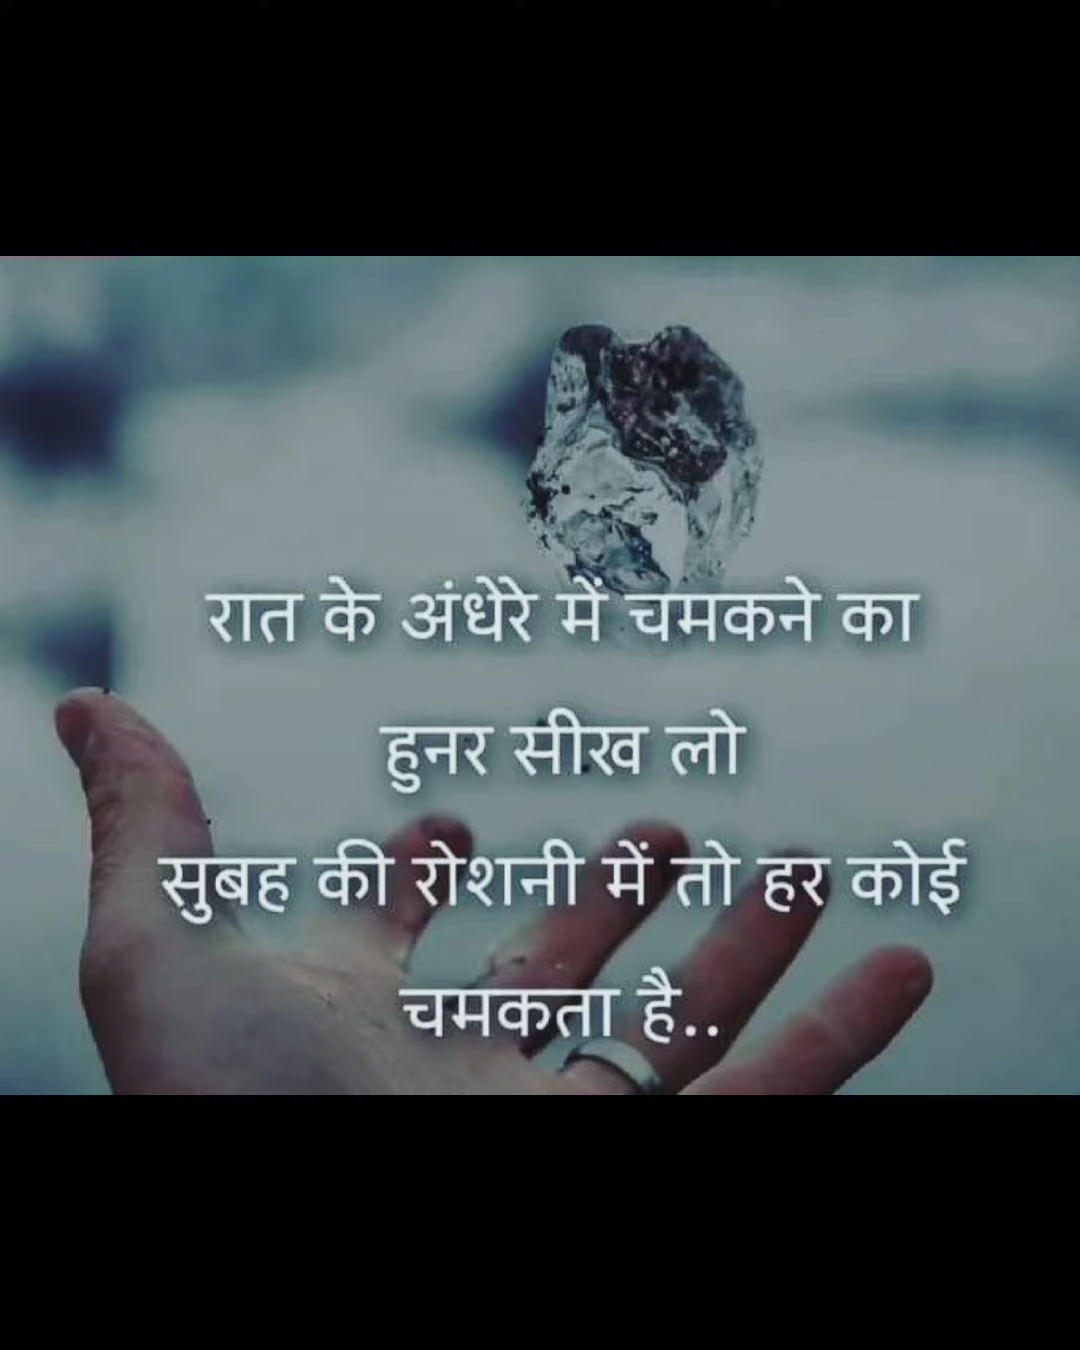 रात के अंधेरे में चमकने का
हुनर सीख लो
सुबह की रोशनी में तो हर कोई
चमकता है..